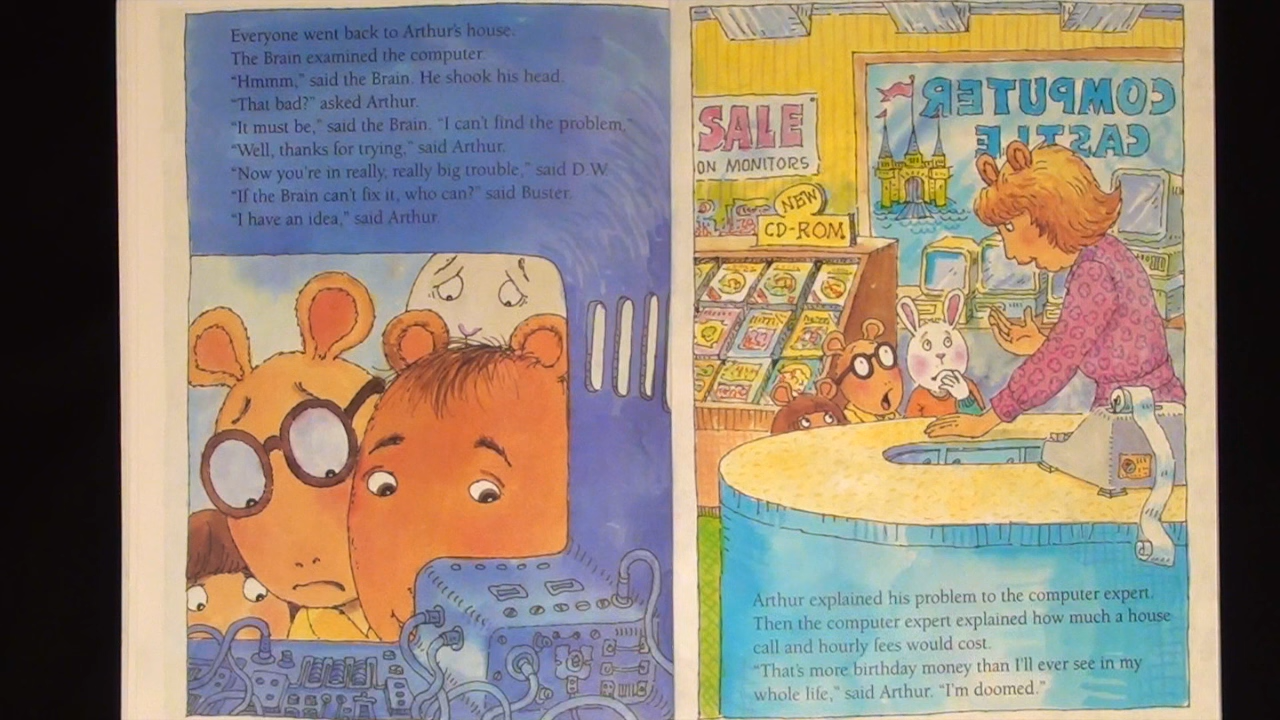 Everyone went back to Arthur's house.
The Brain examined the computer.
"Hmmm," said the Brain. He shook his head.
"That bad?" asked Arthur.
"It must be," said the Brain. "I can't find the problem."
"Well, thanks for trying," said Arthur.
"Now you're in really, really big trouble," said D.W.
"If the Brain can't fix it, who can?" said Buster.
"I have an idea," said Arthur.
COMPUTER
CASTLE
SALE
ON MONITORS
NEW
CD-ROM
Arthur explained his problem to the computer expert.
Then the computer expert explained how much a house
call and hourly fees would cost.
"That's more birthday money than I'll ever see in my
whole life," said Arthur. "I'm doomed."